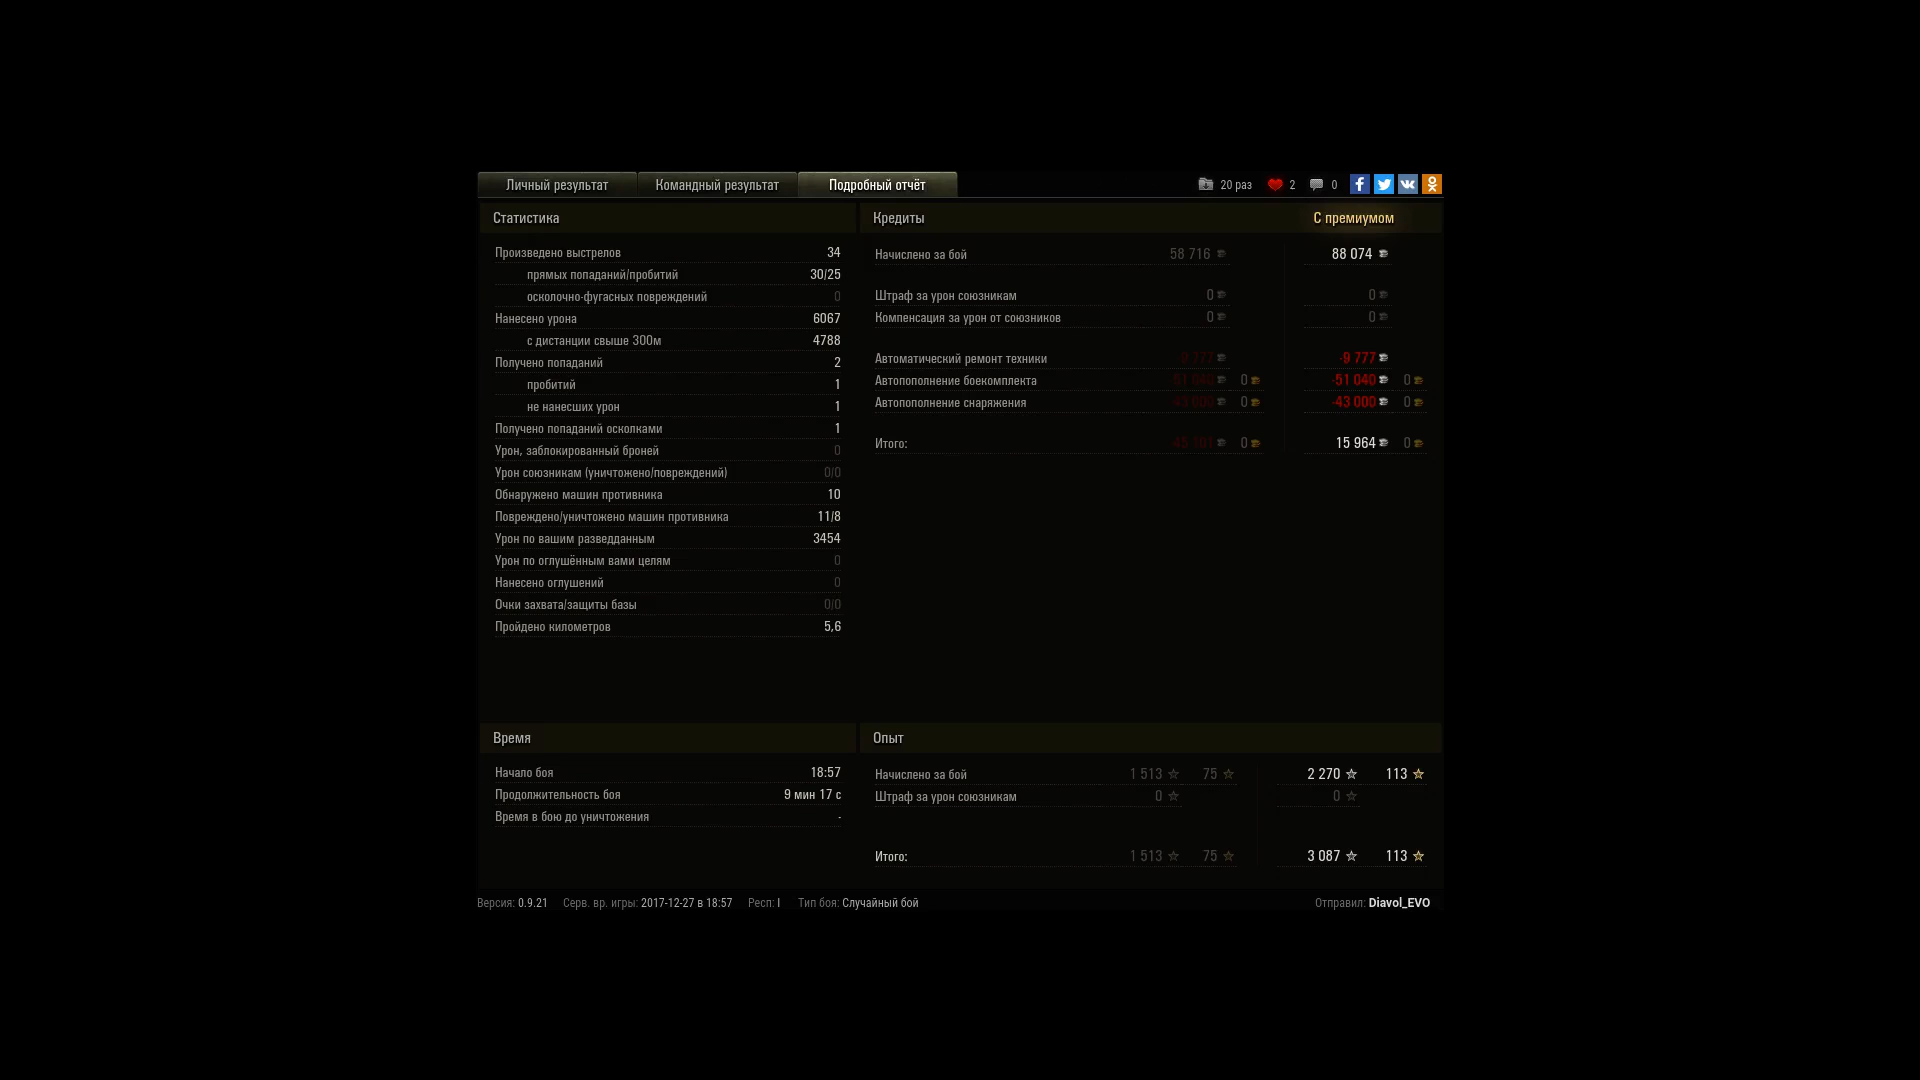 Личный результат Командный результат Подробный отчёт 20 раз 2 0
Статистика
Произведено выстрелов 34
прямых попаданий/пробитий 30/25
осколочно-фугасных повреждений 0
Нанесено урона 6067
с дистанции свыше 300м 4788
Получено попаданий 2
пробитий 1
не нанесших урон 1
Получено попаданий осколками 1
Урон, заблокированный броней 0
Урон союзникам (уничтожено/повреждений) 0/0
Обнаружено машин противника 10
Повреждено/уничтожено машин противника 11/8
Урон по вашим разведданным 3454
Урон по оглушённым вами целям 0
Нанесено оглушений 0
Очки захвата/защиты базы 0/0
Пройдено километров 5,6
Кредиты С премиумом
Начислено за бой 58 716 88 074
Штраф за урон союзникам 0 0
Компенсация за урон от союзников 0 0
Автоматический ремонт техники -9 777 -9 777
Автопополнение боекомплекта -51 040 0 -51 040 0
Автопополнение снаряжения -43 000 0 -43 000 0
Итого: -45 101 0 15 964 0
Время
Начало боя 18:57
Продолжительность боя 9 мин 17 с
Время в бою до уничтожения -
Опыт
Начислено за бой 1 513 75 2 270 113
Штраф за урон союзникам 0 0
Итого: 1 513 75 3 087 113
Версия: 0.9.21 Серв. вр. игры: 2017-12-27 в 18:57 Респ: I Тип боя: Случайный бой Отправил: Diavol_EVO